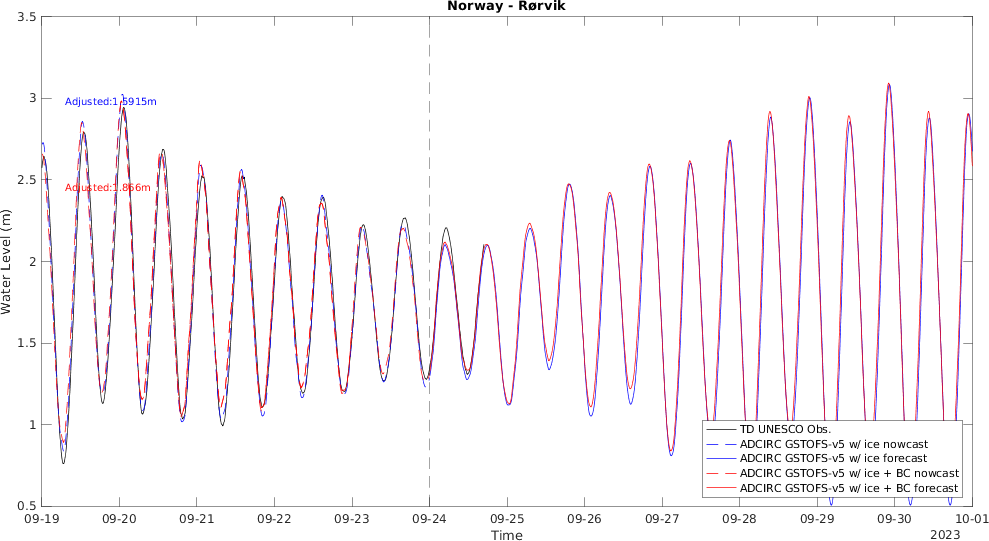 Norway - Rørvik
3.5
3
2.5
2
1.5
1
0.5
Water Level (m)
Adjusted:1.5915m
Adjusted:1.866m
TD UNESCO Obs.
ADCIRC GSTOFS-v5 w/ ice nowcast
ADCIRC GSTOFS-v5 w/ ice forecast
ADCIRC GSTOFS-v5 w/ ice + BC nowcast
ADCIRC GSTOFS-v5 w/ ice + BC forecast
09-19 09-20 09-21 09-22 09-23 09-24 09-25 09-26 09-27 09-28 09-29 09-30 10-01
Time
2023